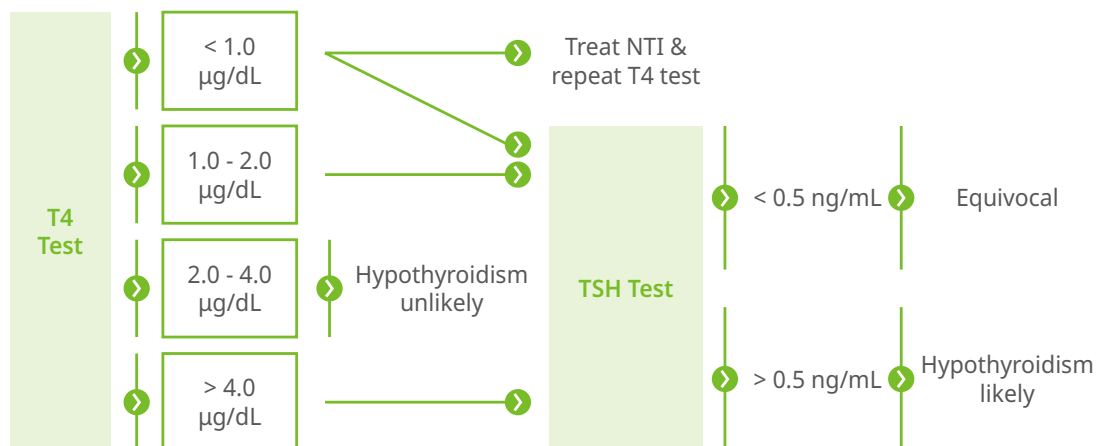 T4
Test
< 1.0
µg/dL
1.0 - 2.0
µg/dL
2.0 - 4.0
µg/dL
> 4.0
µg/dL
Treat NTI &
repeat T4 test
Hypothyroidism
unlikely
TSH Test
< 0.5 ng/mL
Equivocal
> 0.5 ng/mL
Hypothyroidism
likely